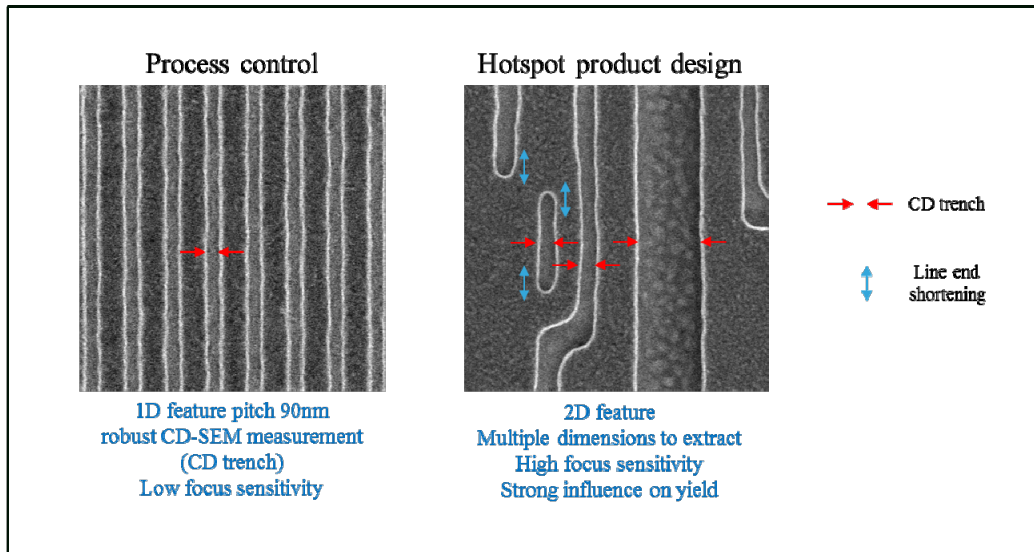 Process control
Hotspot product design
CD trench
Line end
shortening
1D feature pitch 90nm
robust CD-SEM measurement
(CD trench)
Low focus sensitivity
2D feature
Multiple dimensions to extract
High focus sensitivity
Strong influence on yield